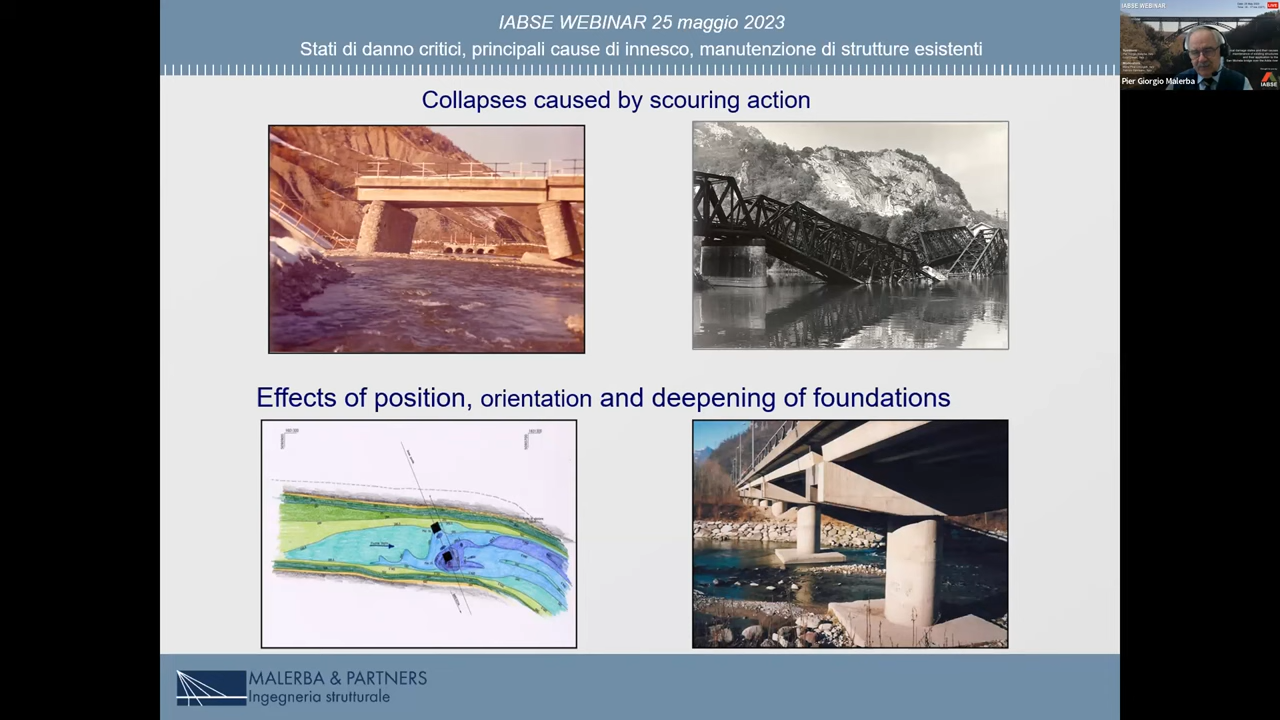 IABSE WEBINAR 25 maggio 2023
Stati di danno critici, principali cause di innesco, manutenzione di strutture esistenti
Collapses caused by scouring action
Effects of position, orientation and deepening of foundations
MALERBA & PARTNERS
Ingegneria strutturale
IABSE WEBINAR
LIVE
Pier Giorgio Malerba
IABSE